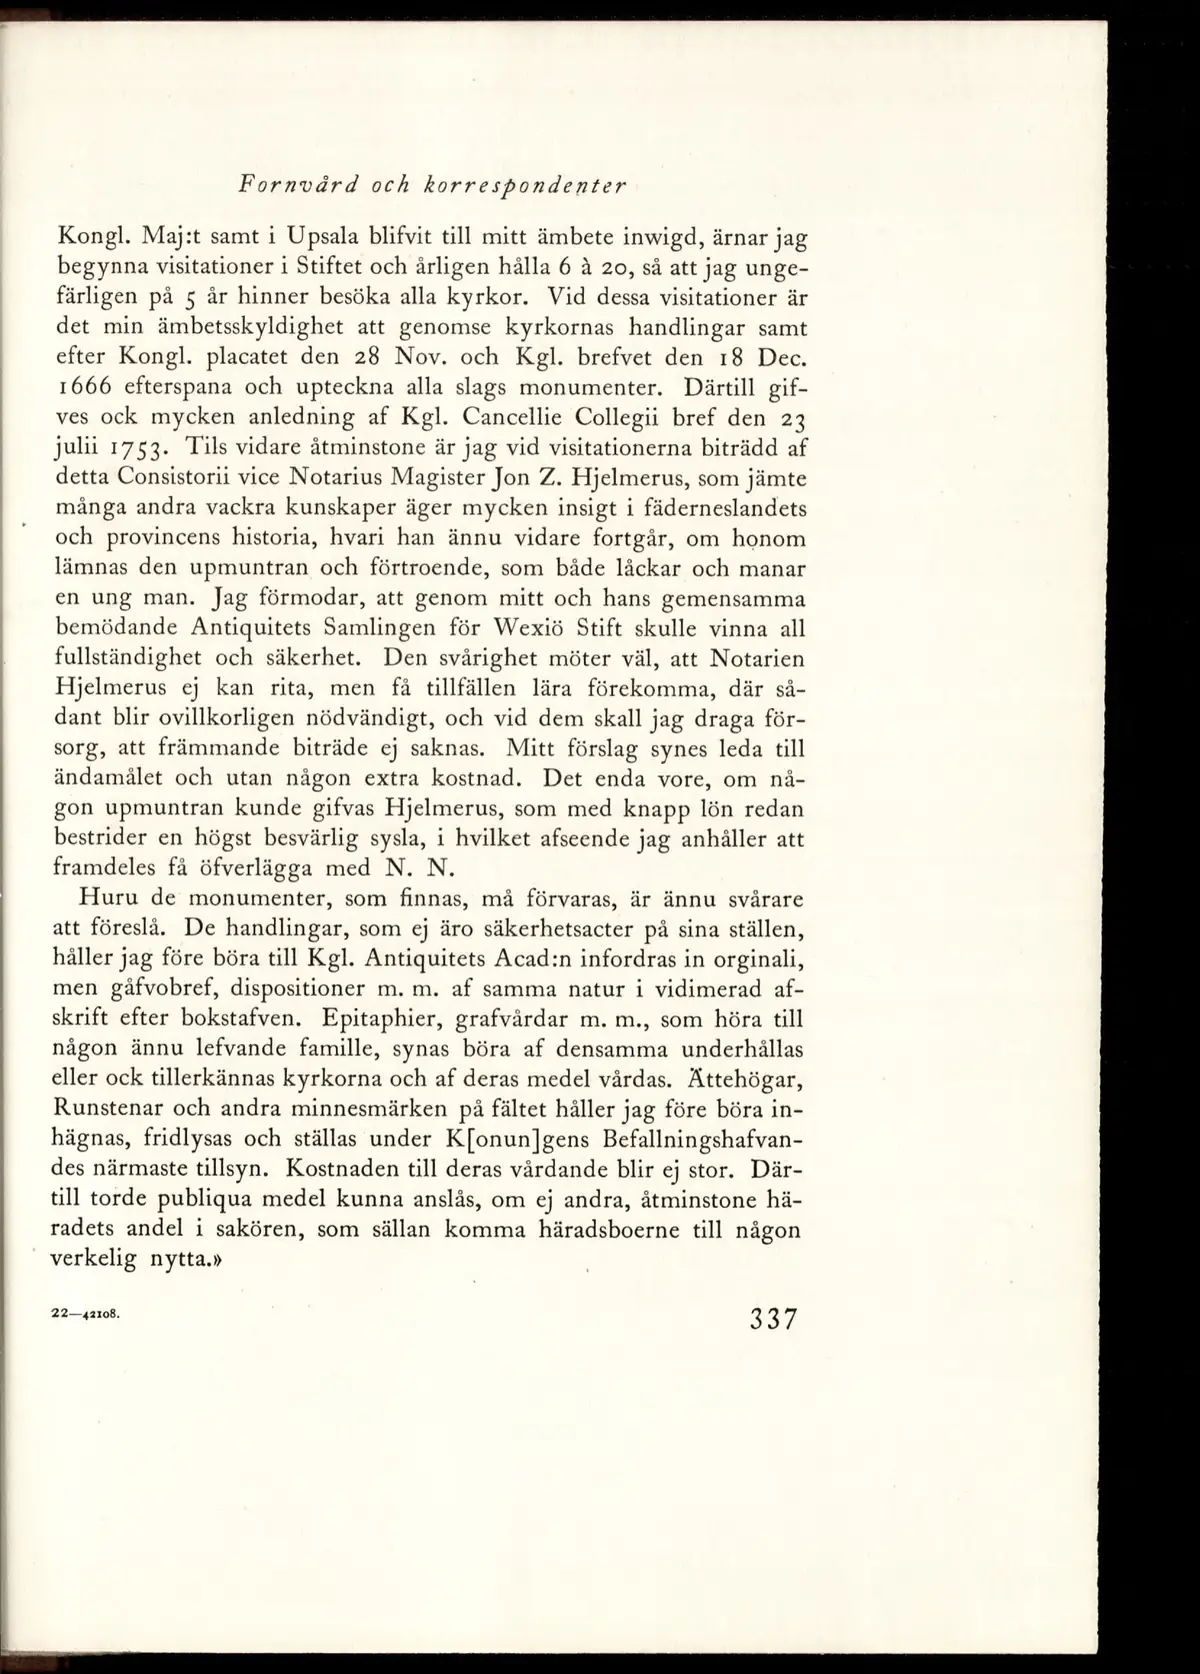 Fornvård och korrespondenter
Kongl. Maj:t samt i Upsala blifvit till mitt ämbete inwigd, ärnar jag
begynna visitationer i Stiftet och årligen hålla 6 à 20, så att jag unge-
färligen på 5 år hinner besöka alla kyrkor. Vid dessa visitationer är
det min ämbetsskyldighet att genomse kyrkornas handlingar samt
efter Kongl. placatet den 28 Nov. och Kgl. brefvet den 18 Dec.
1666 efterspana och upteckna alla slags monumenter. Därtill gif-
ves ock mycken anledning af Kgl. Cancellie Collegii bref den 23
julii 1753. Tils vidare åtminstone är jag vid visitationerna biträdd af
detta Consistorii vice Notarius Magister Jon Z. Hjelmerus, som jämte
många andra vackra kunskaper äger mycken insigt i fäderneslandets
och provincens historia, hvari han ännu vidare fortgår, om honom
lämnas den upmuntran och förtroende, som både låckar och manar
en ung man. Jag förmodar, att genom mitt och hans gemensamma
bemödande Antiquitets Samlingen för Wexiö Stift skulle vinna all
fullständighet och säkerhet. Den svårighet möter väl, att Notarien
Hjelmerus ej kan rita, men få tillfällen lära förekomma, där så-
dant blir ovillkorligen nödvändigt, och vid dem skall jag draga för-
sorg, att främmande biträde ej saknas. Mitt förslag synes leda till
ändamålet och utan någon extra kostnad. Det enda vore, om nå-
gon upmuntran kunde gifvas Hjelmerus, som med knapp lön redan
bestrider en högst besvärlig sysla, i hvilket afseende jag anhåller att
framdeles få öfverlägga med N. N.
Huru de monumenter, som finnas, må förvaras, är ännu svårare
att föreslå. De handlingar, som ej äro säkerhetsacter på sina ställen,
håller jag före böra till Kgl. Antiquitets Acad:n infordras in orginali,
men gåfvobref, dispositioner m. m. af samma natur i vidimerad af-
skrift efter bokstafven. Epitaphier, grafvårdar m. m., som höra till
någon ännu lefvande famille, synas böra af densamma underhållas
eller ock tillerkännas kyrkorna och af deras medel vårdas. Ättehögar,
Runstenar och andra minnesmärken på fältet håller jag före böra in-
hägnas, fridlysas och ställas under K[onun]gens Befallningshafvan-
des närmaste tillsyn. Kostnaden till deras vårdande blir ej stor. Där-
till torde publiqua medel kunna anslås, om ej andra, åtminstone hä-
radets andel i sakören, som sällan komma häradsboerne till någon
verkelig nytta.»
22—42108.
337